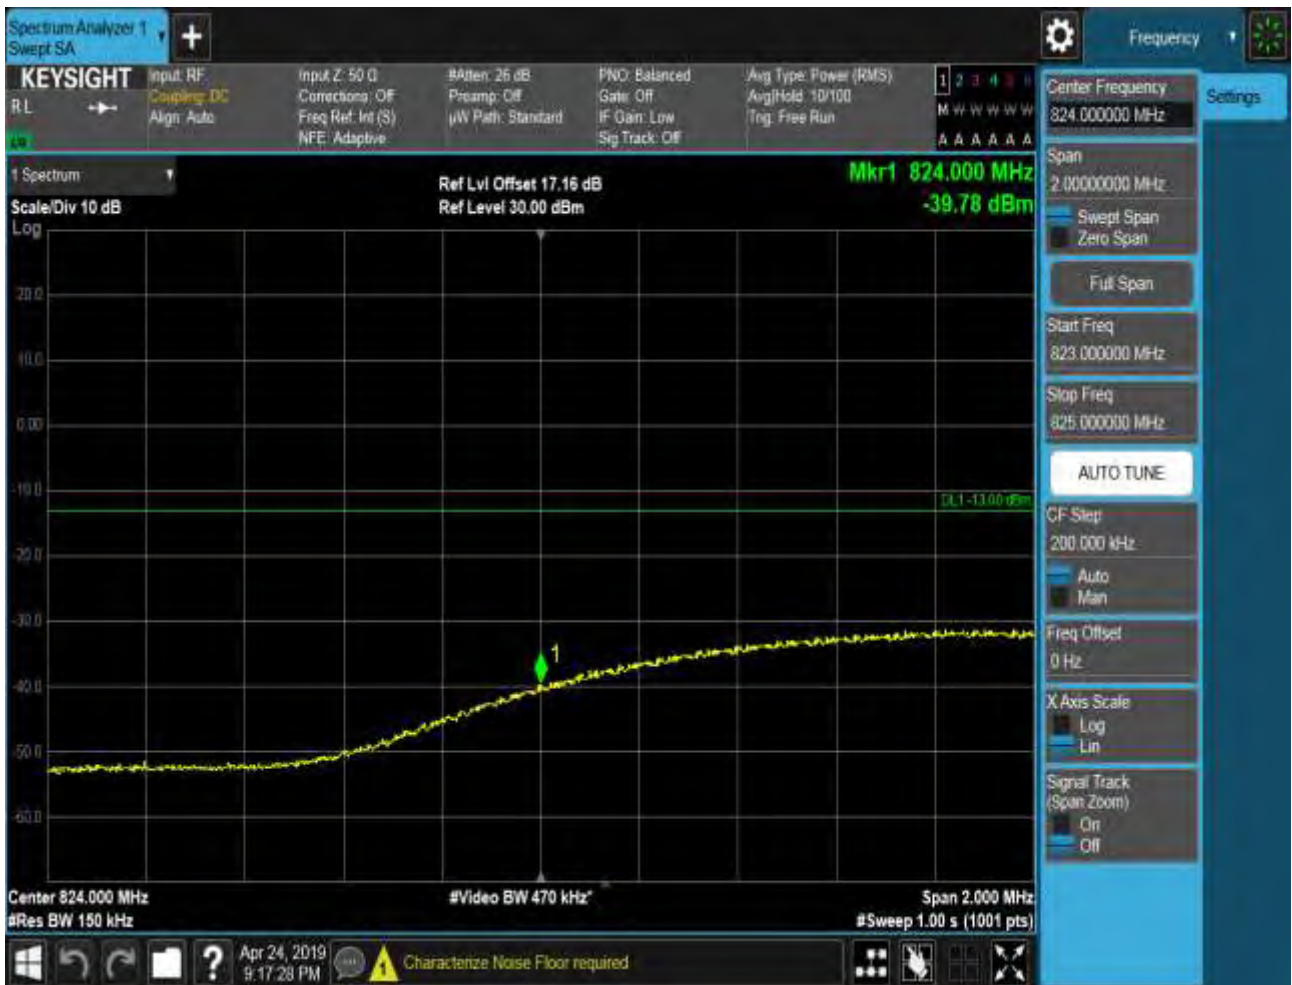 Spectrum Analyzer 1
Swept SA
+
Frequency
KEYSIGHT
R L
Input: RF
Coupling: DC
Align: Auto
Input Z: 50 Ω
Corrections: Off
Freq Ref: Int (S)
NFE: Adaptive
#Atten: 26 dB
Preamp: Off
µW Path: Standard
PNO: Balanced
Gate: Off
IF Gain: Low
Sig Track: Off
Avg Type: Power (RMS)
Avg|Hold: 10/100
Trig: Free Run
1 2 3 4 5 6
M W W W W W
A A A A A A
1 Spectrum
Scale/Div 10 dB
Log
Ref Lvl Offset 17.16 dB
Ref Level 30.00 dBm
Mkr1 824.000 MHz
-39.78 dBm
20.0
10.0
0.00
-10.0
DL1 -13.00 dBm
-20.0
-30.0
1
-40.0
-50.0
-60.0
Center 824.000 MHz
#Video BW 470 kHz*
Span 2.000 MHz
#Res BW 150 kHz
#Sweep 1.00 s (1001 pts)
Center Frequency
824.000000 MHz
Settings
Span
2.00000000 MHz
Swept Span
Zero Span
Full Span
Start Freq
823.000000 MHz
Stop Freq
825.000000 MHz
AUTO TUNE
CF Step
200.000 kHz
Auto
Man
Freq Offset
0 Hz
X Axis Scale
Log
Lin
Signal Track
(Span Zoom)
On
Off
?
Apr 24, 2019
9:17:28 PM
1
Characterize Noise Floor required